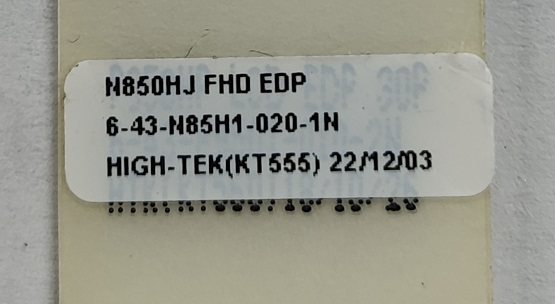 N850HJ FHD EDP
6-43-N85H1-020-1N
HIGH-TEK(KT555) 22/12/03